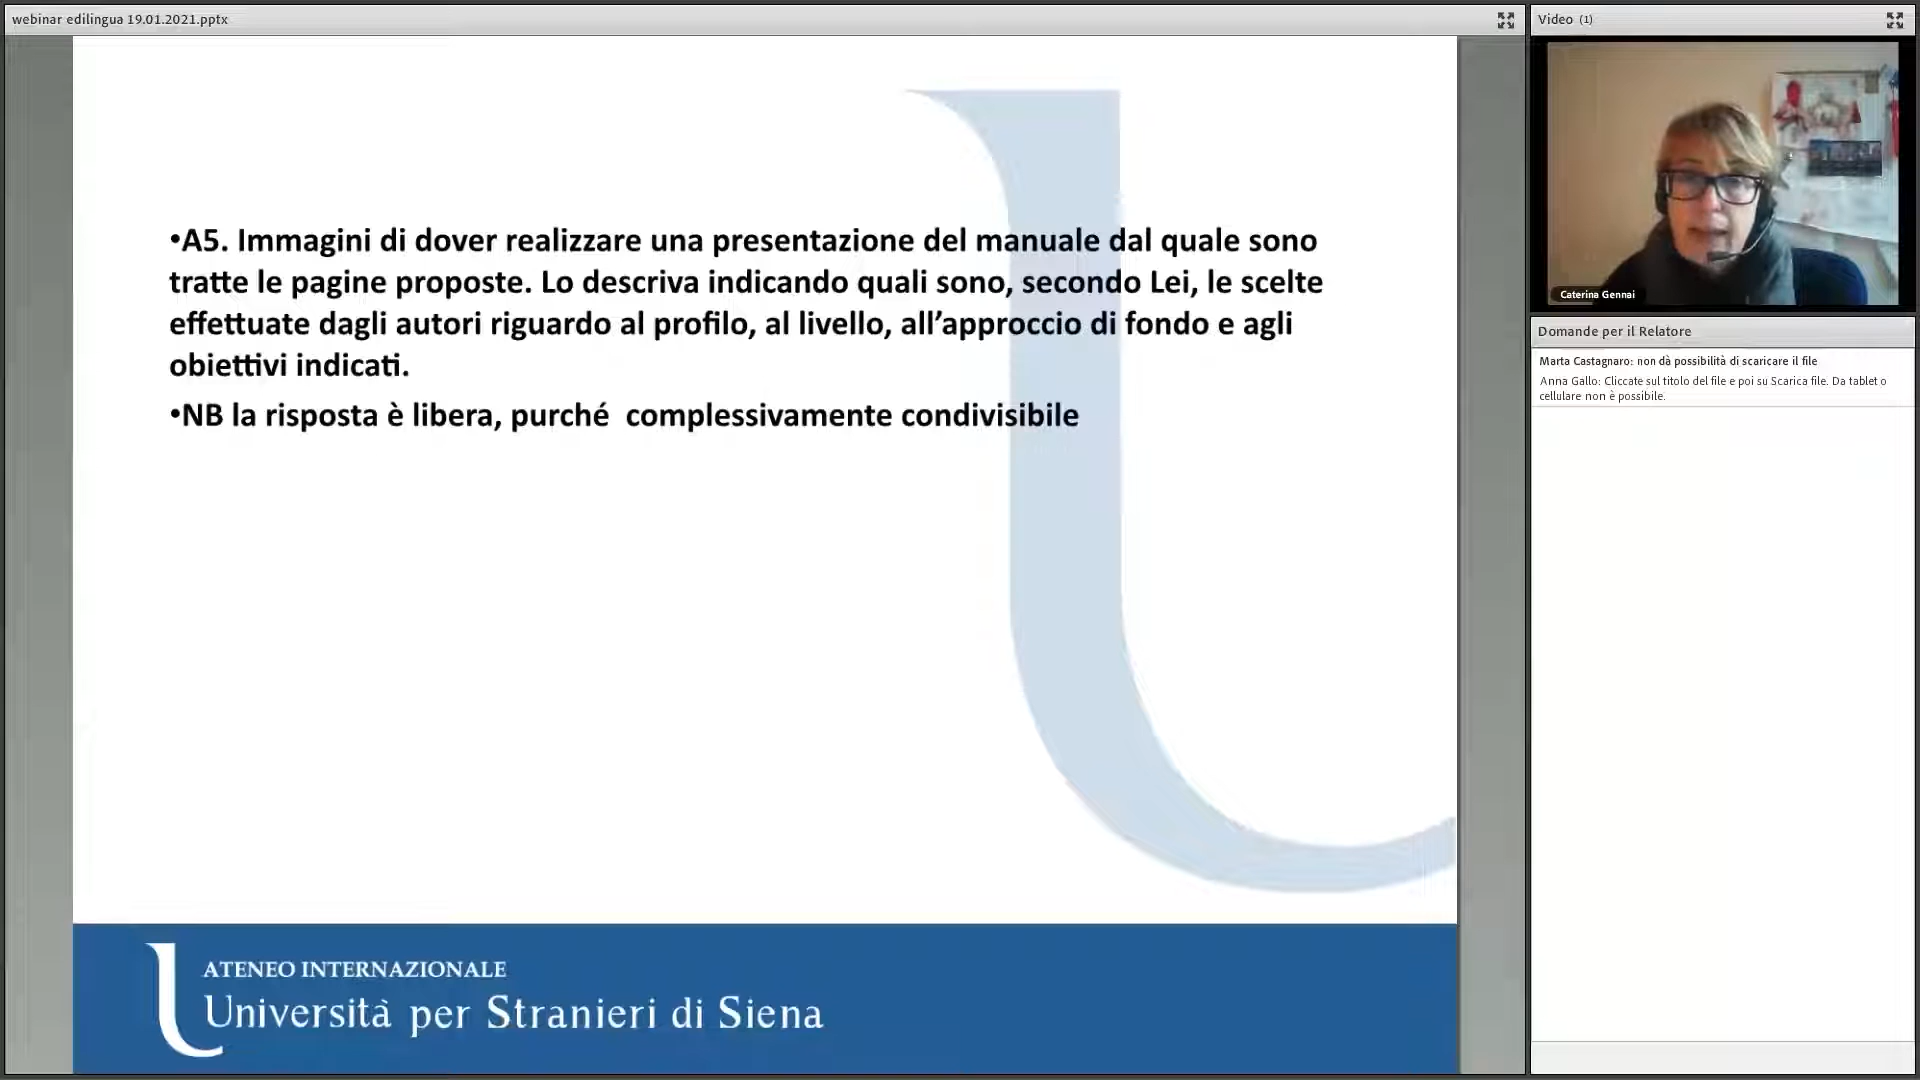 webinar edilingua 19.01.2021.pptx
•A5. Immagini di dover realizzare una presentazione del manuale dal quale sono
tratte le pagine proposte. Lo descriva indicando quali sono, secondo Lei, le scelte
effettuate dagli autori riguardo al profilo, al livello, all’approccio di fondo e agli
obiettivi indicati.
•NB la risposta è libera, purché  complessivamente condivisibile
ATENEO INTERNAZIONALE
Università per Stranieri di Siena
Video (1)
Caterina Gennai
Domande per il Relatore
Marta Castagnaro: non dà possibilità di scaricare il file
Anna Gallo: Cliccate sul titolo del file e poi su Scarica file. Da tablet o
cellulare non è possibile.